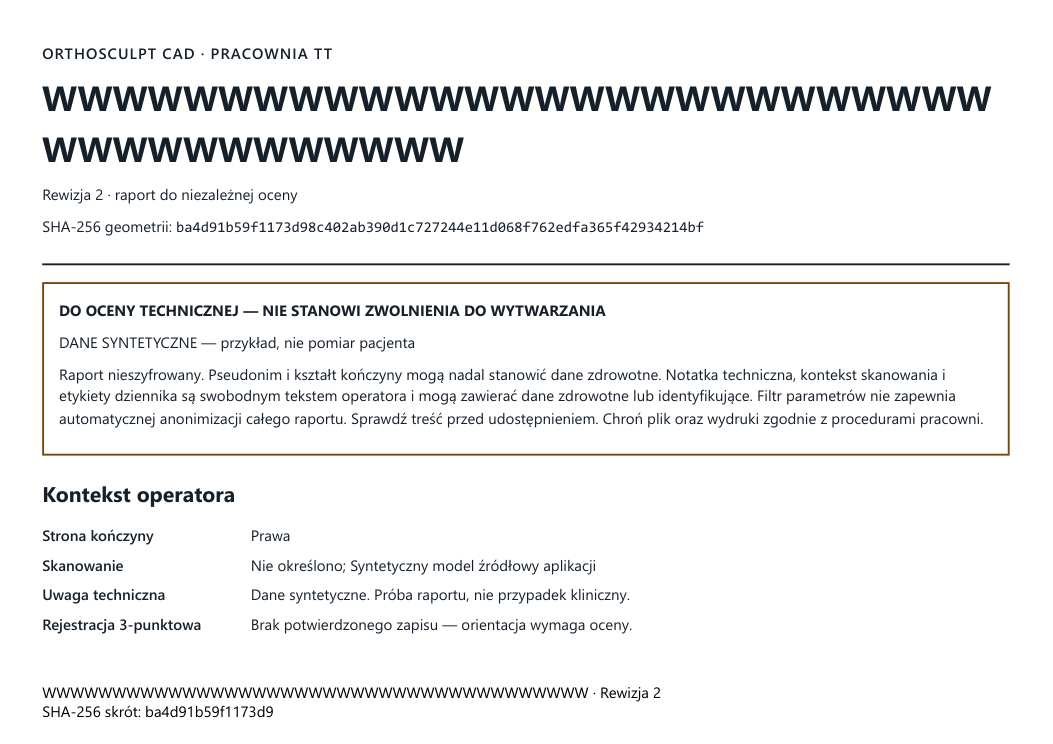 ORTHOSCULPT CAD · PRACOWNIA TT
WWWWWWWWWWWWWWWWWWWWWWWWWWW
WWWWWWWWWWWW
Rewizja 2 · raport do niezależnej oceny
SHA-256 geometrii: ba4d91b59f1173d98c402ab390d1c727244e11d068f762edfa365f42934214bf
DO OCENY TECHNICZNEJ — NIE STANOWI ZWOLNIENIA DO WYTWARZANIA
DANE SYNTETYCZNE — przykład, nie pomiar pacjenta
Raport nieszyfrowany. Pseudonim i kształt kończyny mogą nadal stanowić dane zdrowotne. Notatka techniczna, kontekst skanowania i
etykiety dziennika są swobodnym tekstem operatora i mogą zawierać dane zdrowotne lub identyfikujące. Filtr parametrów nie zapewnia
automatycznej anonimizacji całego raportu. Sprawdź treść przed udostępnieniem. Chroń plik oraz wydruki zgodnie z procedurami pracowni.
Kontekst operatora
Strona kończyny Prawa
Skanowanie Nie określono; Syntetyczny model źródłowy aplikacji
Uwaga techniczna Dane syntetyczne. Próba raportu, nie przypadek kliniczny.
Rejestracja 3-punktowa Brak potwierdzonego zapisu — orientacja wymaga oceny.
WWWWWWWWWWWWWWWWWWWWWWWWWWWWWWWWWWWWWWW · Rewizja 2
SHA-256 skrót: ba4d91b59f1173d9